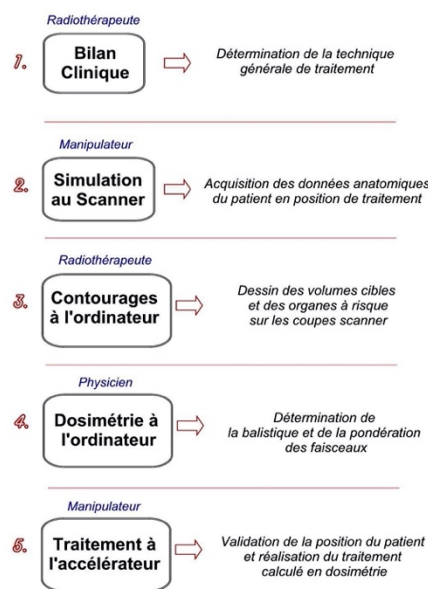 Radiothérapeute
1.
Bilan
Clinique
Détermination de la technique
générale de traitement
Manipulateur
2.
Simulation
au Scanner
Acquisition des données anatomiques
du patient en position de traitement
Radiothérapeute
3.
Contourages
à l'ordinateur
Dessin des volumes cibles
et des organes à risque
sur les coupes scanner
Physicien
4.
Dosimétrie à
l'ordinateur
Détermination de
la balistique et de la pondération
des faisceaux
Manipulateur
5.
Traitement à
l'accélérateur
Validation de la position du patient
et réalisation du traitement
calculé en dosimétrie